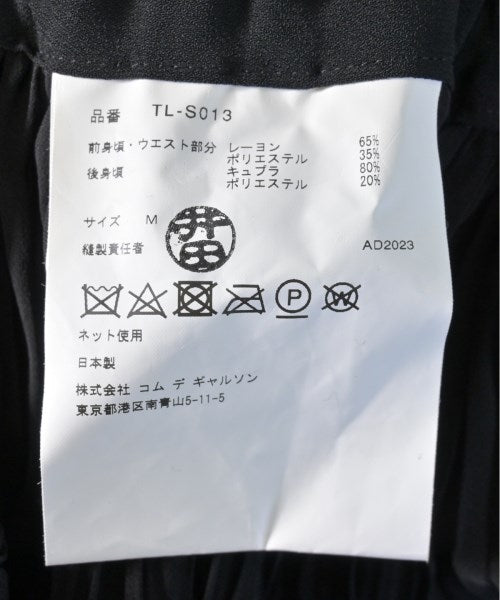 品番 TL-S013
前身頃・ウエスト部分 レーヨン 65%
ポリエステル 35%
後身頃 キュプラ 80%
ポリエステル 20%
サイズ M
井田
縫製責任者 AD2023
P W
ネット使用
日本製
株式会社 コム デ ギャルソン
東京都港区南青山5-11-5